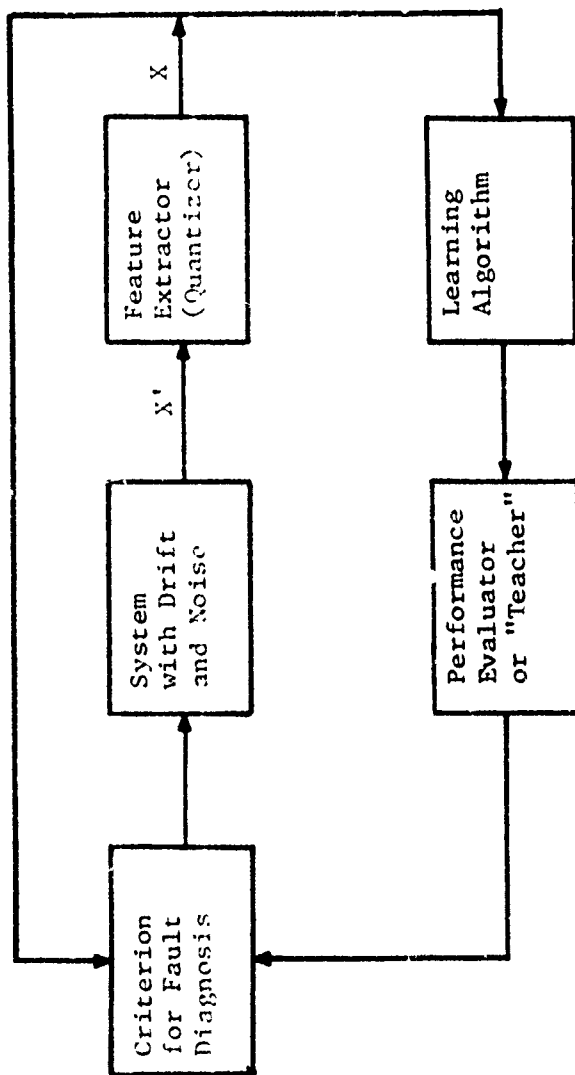 Criterion
for Fault
Diagnosis
System
with Drift
and Noise
X'
Feature
Extractor
(Quantizer)
X
Learning
Algorithm
Performance
Evaluator
or "Teacher"